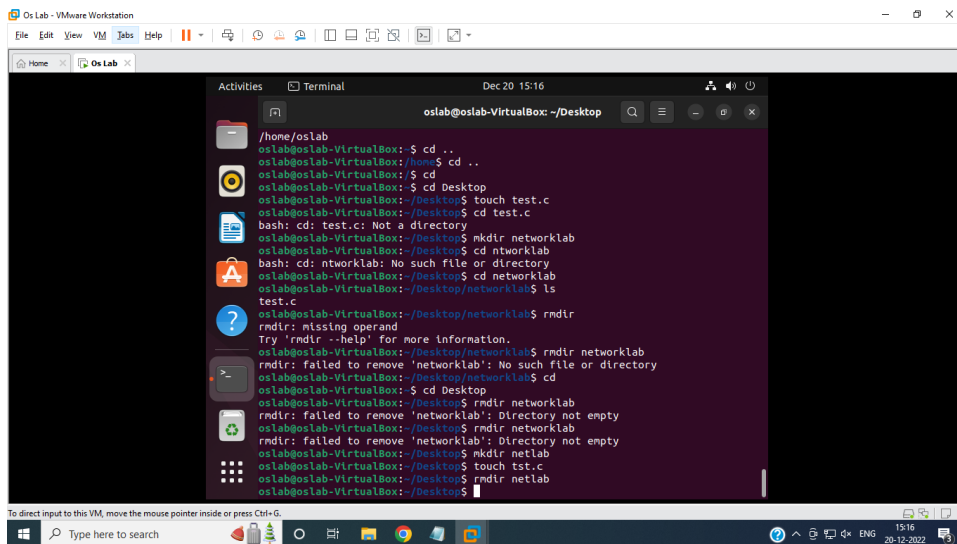 Os Lab - VMware Workstation
File Edit View VM Tabs Help
Home Os Lab
Activities Terminal Dec 20 15:16
oslab@oslab-VirtualBox: ~/Desktop
/home/oslab
oslab@oslab-VirtualBox:~$ cd ..
oslab@oslab-VirtualBox:/home$ cd ..
oslab@oslab-VirtualBox:/$ cd
oslab@oslab-VirtualBox:~$ cd Desktop
oslab@oslab-VirtualBox:~/Desktop$ touch test.c
oslab@oslab-VirtualBox:~/Desktop$ cd test.c
bash: cd: test.c: Not a directory
oslab@oslab-VirtualBox:~/Desktop$ mkdir networklab
oslab@oslab-VirtualBox:~/Desktop$ cd ntworklab
bash: cd: ntworklab: No such file or directory
oslab@oslab-VirtualBox:~/Desktop$ cd networklab
oslab@oslab-VirtualBox:~/Desktop/networklab$ ls
test.c
oslab@oslab-VirtualBox:~/Desktop/networklab$ rmdir
rmdir: missing operand
Try 'rmdir --help' for more information.
oslab@oslab-VirtualBox:~/Desktop/networklab$ rmdir networklab
rmdir: failed to remove 'networklab': No such file or directory
oslab@oslab-VirtualBox:~/Desktop/networklab$ cd
oslab@oslab-VirtualBox:~$ cd Desktop
oslab@oslab-VirtualBox:~/Desktop$ rmdir networklab
rmdir: failed to remove 'networklab': Directory not empty
oslab@oslab-VirtualBox:~/Desktop$ rmdir networklab
rmdir: failed to remove 'networklab': Directory not empty
oslab@oslab-VirtualBox:~/Desktop$ mkdir netlab
oslab@oslab-VirtualBox:~/Desktop$ touch tst.c
oslab@oslab-VirtualBox:~/Desktop$ rmdir netlab
oslab@oslab-VirtualBox:~/Desktop$
To direct input to this VM, move the mouse pointer inside or press Ctrl+G.
Type here to search
ENG
15:16
20-12-2022
3